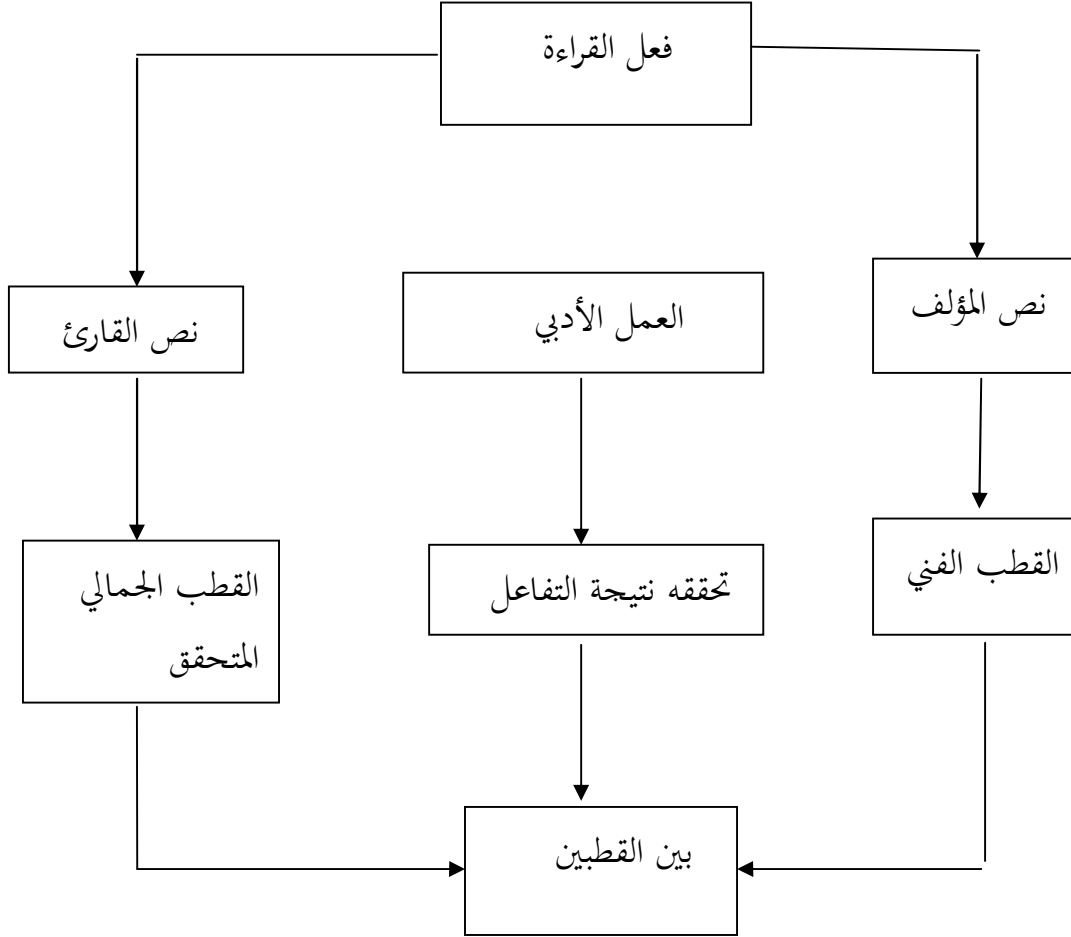 فعل القراءة
نص المؤلف
العمل الأدبي
نص القارئ
القطب الفني
تحققه نتيجة التفاعل
القطب الجمالي
المتحقق
بين القطبين